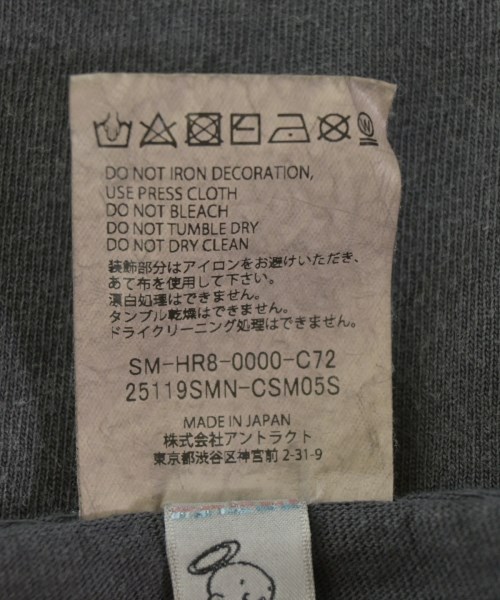 DO NOT IRON DECORATION,
USE PRESS CLOTH
DO NOT BLEACH
DO NOT TUMBLE DRY
DO NOT DRY CLEAN
装飾部分はアイロンをお避けいただき、
あて布を使用して下さい。
漂白処理はできません。
タンブル乾燥はできません。
ドライクリーニング処理はできません。
SM-HR8-0000-C72
25119SMN-CSM05S
MADE IN JAPAN
株式会社アントラクト
東京都渋谷区神宮前 2-31-9